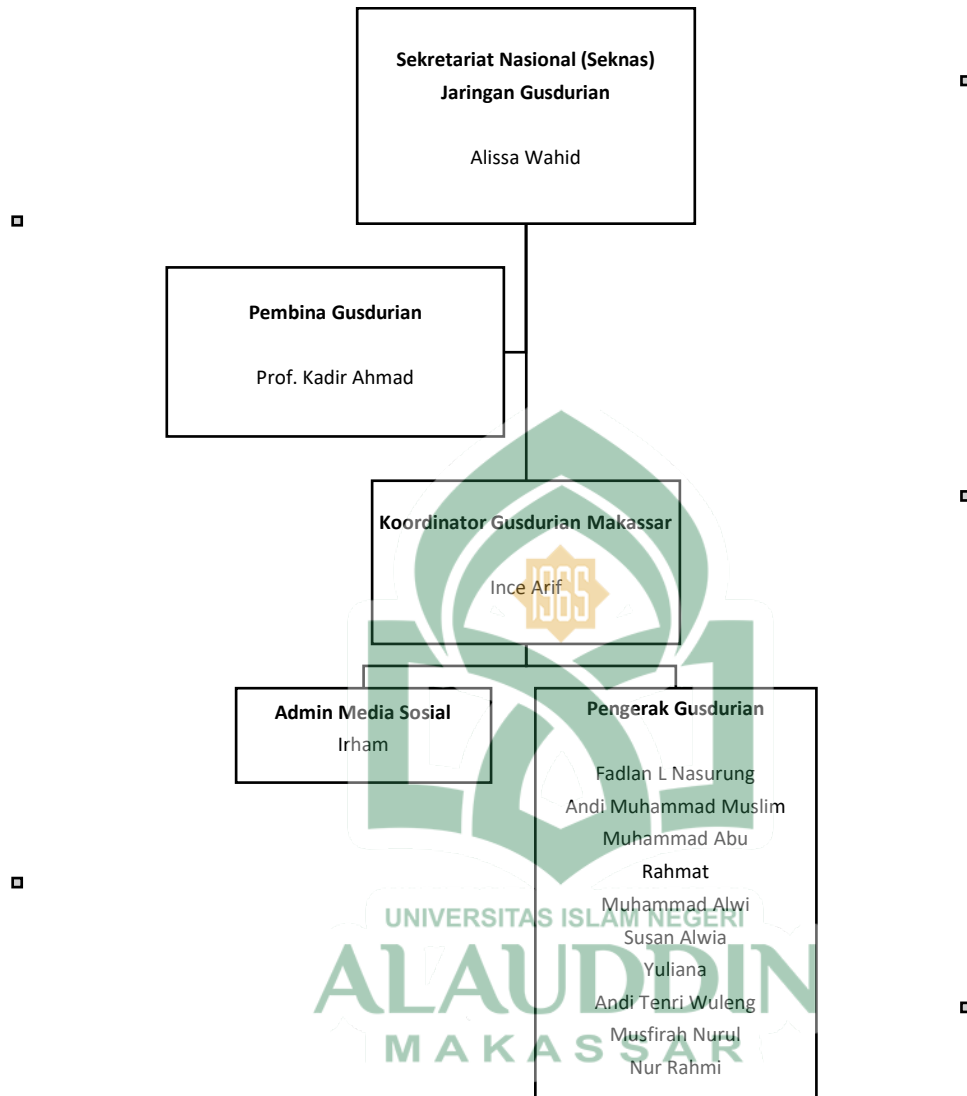 Sekretariat Nasional (Seknas)
Jaringan Gusdurian
Alissa Wahid
Pembina Gusdurian
Prof. Kadir Ahmad
Koordinator Gusdurian Makassar
Ince Arif
1965
Admin Media Sosial
Irham
Pengerak Gusdurian
Fadlan L Nasurung
Andi Muhammad Muslim
Muhammad Abu
Rahmat
Muhammad Alwi
Susan Alwia
Yuliana
Andi Tenri Wuleng
Musfirah Nurul
Nur Rahmi
UNIVERSITAS ISLAM NEGERI
ALAUDDIN
MAKASSAR